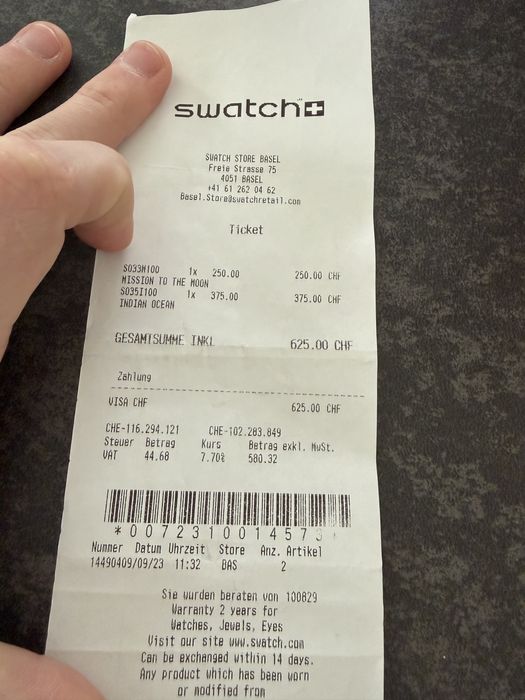 swatch
SWATCH STORE BASEL
Freie Strasse 75
4051 BASEL
+41 61 262 04 62
Basel.Store@swatchretail.com
Ticket
SO33M100 1x 250.00 250.00 CHF
MISSION TO THE MOON
SO35I100 1x 375.00 375.00 CHF
INDIAN OCEAN
GESAMTSUMME INKL 625.00 CHF
Zahlung
VISA CHF 625.00 CHF
CHE-116.294.121 CHE-102.283.849
Steuer Betrag Kurs Betrag exkl. MwSt.
VAT 44.68 7.70% 580.32
Nummer Datum Uhrzeit Store Anz. Artikel
14490409/09/23 11:32 BAS 2
Sie wurden beraten von 100829
Warranty 2 years for
Watches, Jewels, Eyes
Visit our site www.swatch.com
Can be exchanged within 14 days.
Any product which has been worn
or modified from